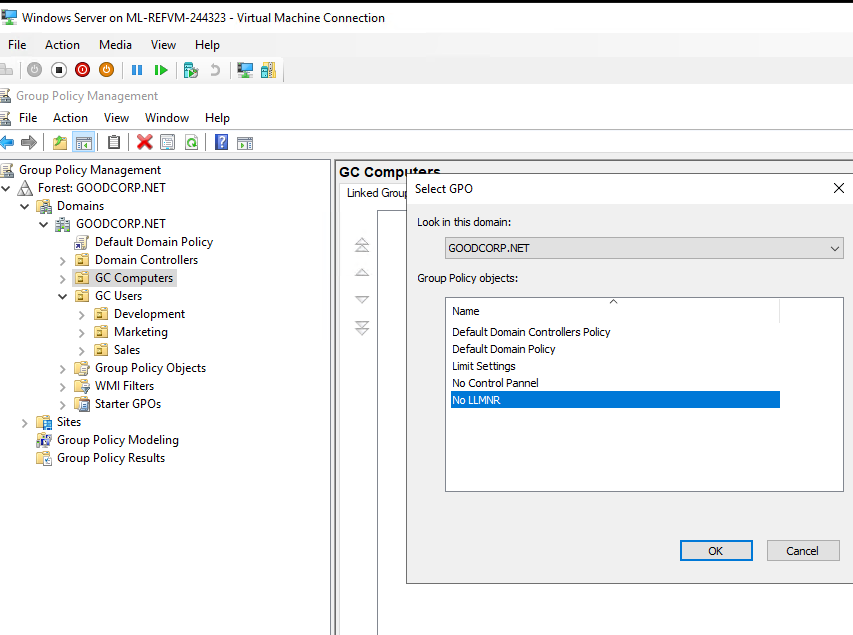 Windows Server on ML-REFVM-244323 - Virtual Machine Connection
File Action Media View Help
Group Policy Management
File Action View Window Help
Group Policy Management
Forest: GOODCORP.NET
Domains
GOODCORP.NET
Default Domain Policy
Domain Controllers
GC Computers
GC Users
Development
Marketing
Sales
Group Policy Objects
WMI Filters
Starter GPOs
Sites
Group Policy Modeling
Group Policy Results
GC Computers
Linked Group
Select GPO
Look in this domain:
GOODCORP.NET
Group Policy objects:
Name
Default Domain Controllers Policy
Default Domain Policy
Limit Settings
No Control Pannel
No LLMNR
OK Cancel